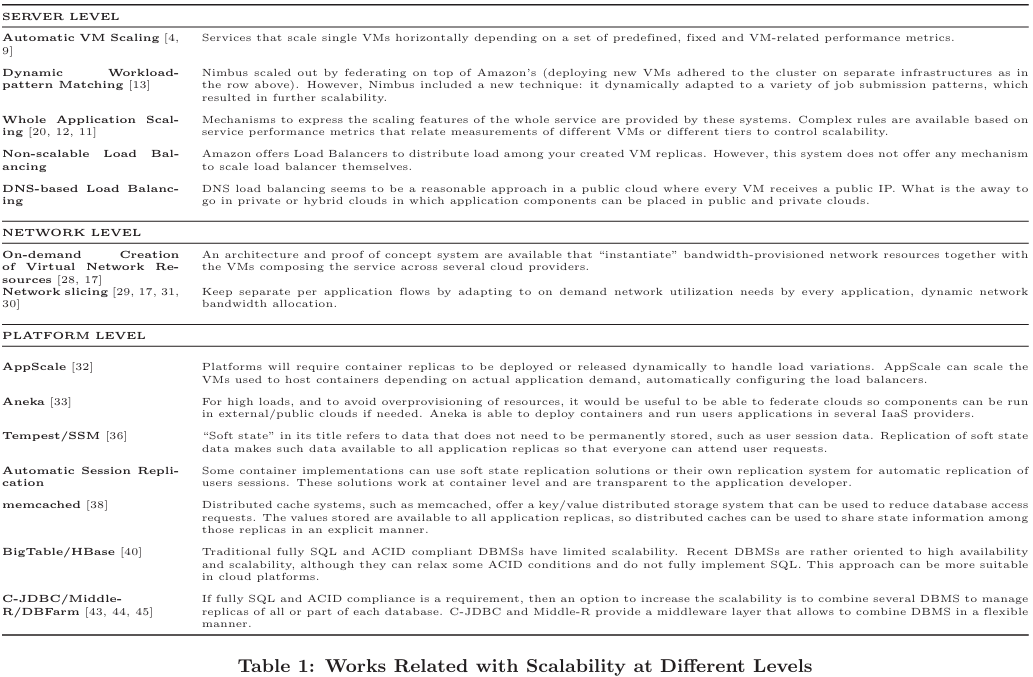 SERVER LEVEL
Automatic VM Scaling [4, 9]
Services that scale single VMs horizontally depending on a set of predefined, fixed and VM-related performance metrics.
Dynamic Workload-
pattern Matching [13]
Nimbus scaled out by federating on top of Amazon's (deploying new VMs adhered to the cluster on separate infrastructures as in
the row above). However, Nimbus included a new technique: it dynamically adapted to a variety of job submission patterns, which
resulted in further scalability.
Whole Application Scal-
ing [20, 12, 11]
Mechanisms to express the scaling features of the whole service are provided by these systems. Complex rules are available based on
service performance metrics that relate measurements of different VMs or different tiers to control scalability.
Non-scalable Load Bal-
ancing
Amazon offers Load Balancers to distribute load among your created VM replicas. However, this system does not offer any mechanism
to scale load balancer themselves.
DNS-based Load Balanc-
ing
DNS load balancing seems to be a reasonable approach in a public cloud where every VM receives a public IP. What is the away to
go in private or hybrid clouds in which application components can be placed in public and private clouds.
NETWORK LEVEL
On-demand Creation
of Virtual Network Re-
sources [28, 17]
An architecture and proof of concept system are available that “instantiate” bandwidth-provisioned network resources together with
the VMs composing the service across several cloud providers.
Network slicing [29, 17, 31,
30]
Keep separate per application flows by adapting to on demand network utilization needs by every application, dynamic network
bandwidth allocation.
PLATFORM LEVEL
AppScale [32]
Platforms will require container replicas to be deployed or released dynamically to handle load variations. AppScale can scale the
VMs used to host containers depending on actual application demand, automatically configuring the load balancers.
Aneka [33]
For high loads, and to avoid overprovisioning of resources, it would be useful to be able to federate clouds so components can be run
in external/public clouds if needed. Aneka is able to deploy containers and run users applications in several IaaS providers.
Tempest/SSM [36]
“Soft state” in its title refers to data that does not need to be permanently stored, such as user session data. Replication of soft state
data makes such data available to all application replicas so that everyone can attend user requests.
Automatic Session Repli-
cation
Some container implementations can use soft state replication solutions or their own replication system for automatic replication of
users sessions. These solutions work at container level and are transparent to the application developer.
memcached [38]
Distributed cache systems, such as memcached, offer a key/value distributed storage system that can be used to reduce database access
requests. The values stored are available to all application replicas, so distributed caches can be used to share state information among
those replicas in an explicit manner.
BigTable/HBase [40]
Traditional fully SQL and ACID compliant DBMSs have limited scalability. Recent DBMSs are rather oriented to high availability
and scalability, although they can relax some ACID conditions and do not fully implement SQL. This approach can be more suitable
in cloud platforms.
C-JDBC/Middle-
R/DBFarm [43, 44, 45]
If fully SQL and ACID compliance is a requirement, then an option to increase the scalability is to combine several DBMS to manage
replicas of all or part of each database. C-JDBC and Middle-R provide a middleware layer that allows to combine DBMS in a flexible
manner.
Table 1: Works Related with Scalability at Different Levels